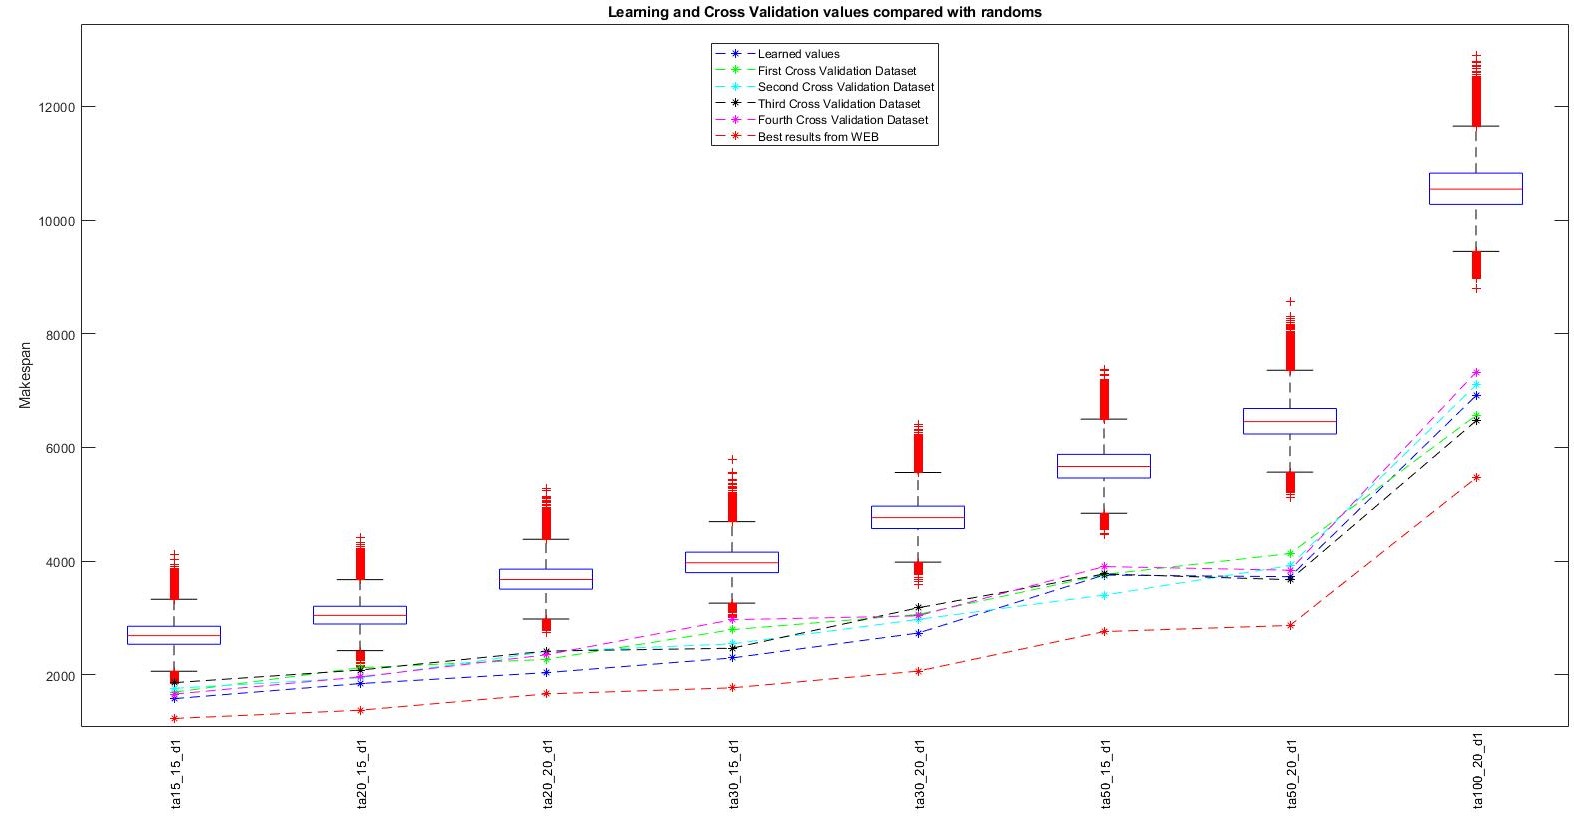 Learning and Cross Validation values compared with randoms
Learned values
First Cross Validation Dataset
Second Cross Validation Dataset
Third Cross Validation Dataset
Fourth Cross Validation Dataset
Best results from WEB
12000
10000
8000
6000
4000
2000
Makespan
ta15_15_d1
ta20_15_d1
ta20_20_d1
ta30_15_d1
ta30_20_d1
ta50_15_d1
ta50_20_d1
ta100_20_d1